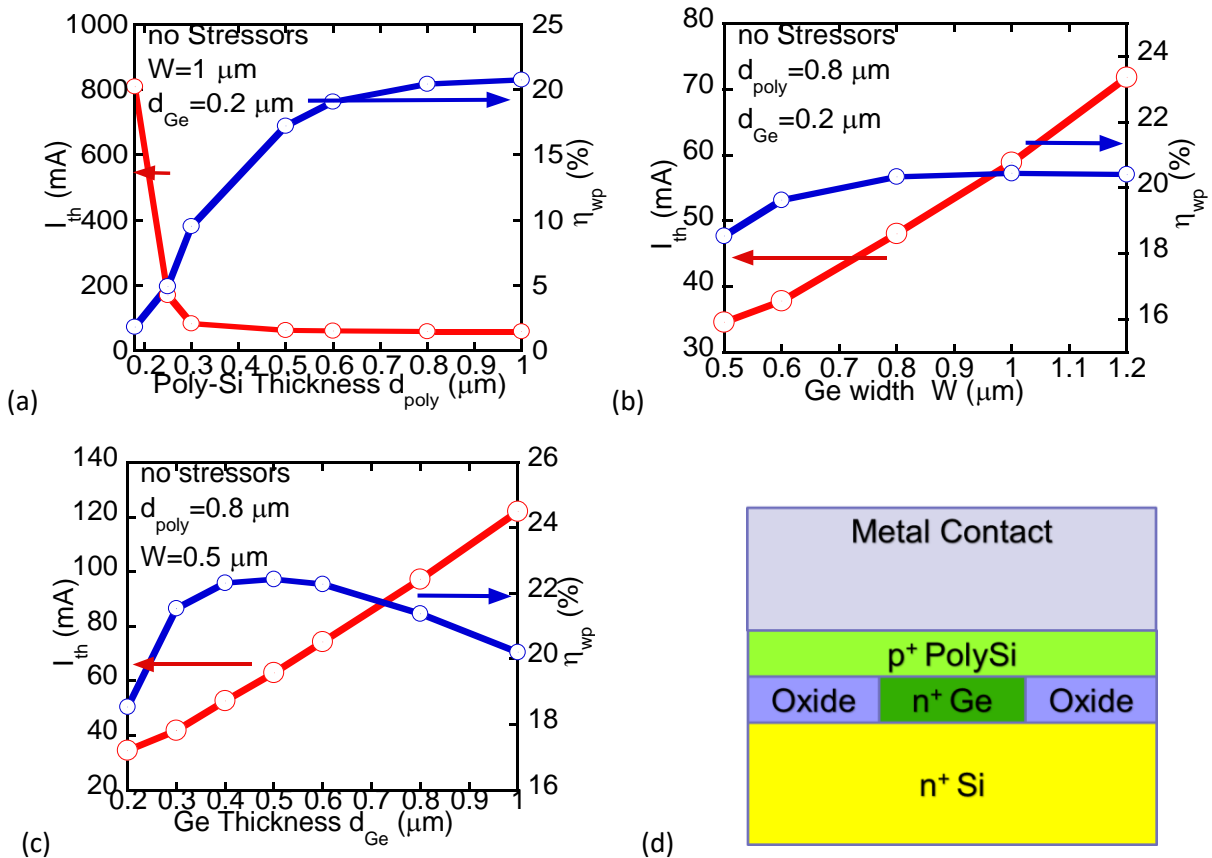 no Stressors
W=1 μm
d_Ge=0.2 μm
I_th (mA)
η_wp (%)
1000
800
600
400
200
0
25
20
15
10
5
0
0.2 0.3 0.4 0.5 0.6 0.7 0.8 0.9 1
Poly-Si Thickness d_poly (μm)
(a)
no Stressors
d_poly=0.8 μm
d_Ge=0.2 μm
I_th (mA)
η_wp (%)
80
70
60
50
40
30
24
22
20
18
16
0.5 0.6 0.7 0.8 0.9 1 1.1 1.2
Ge width W (μm)
(b)
no stressors
d_poly=0.8 μm
W=0.5 μm
I_th (mA)
η_wp (%)
140
120
100
80
60
40
20
26
24
22
20
18
16
0.2 0.3 0.4 0.5 0.6 0.7 0.8 0.9 1
Ge Thickness d_Ge (μm)
(c)
Metal Contact
p⁺ PolySi
Oxide n⁺ Ge Oxide
n⁺ Si
(d)